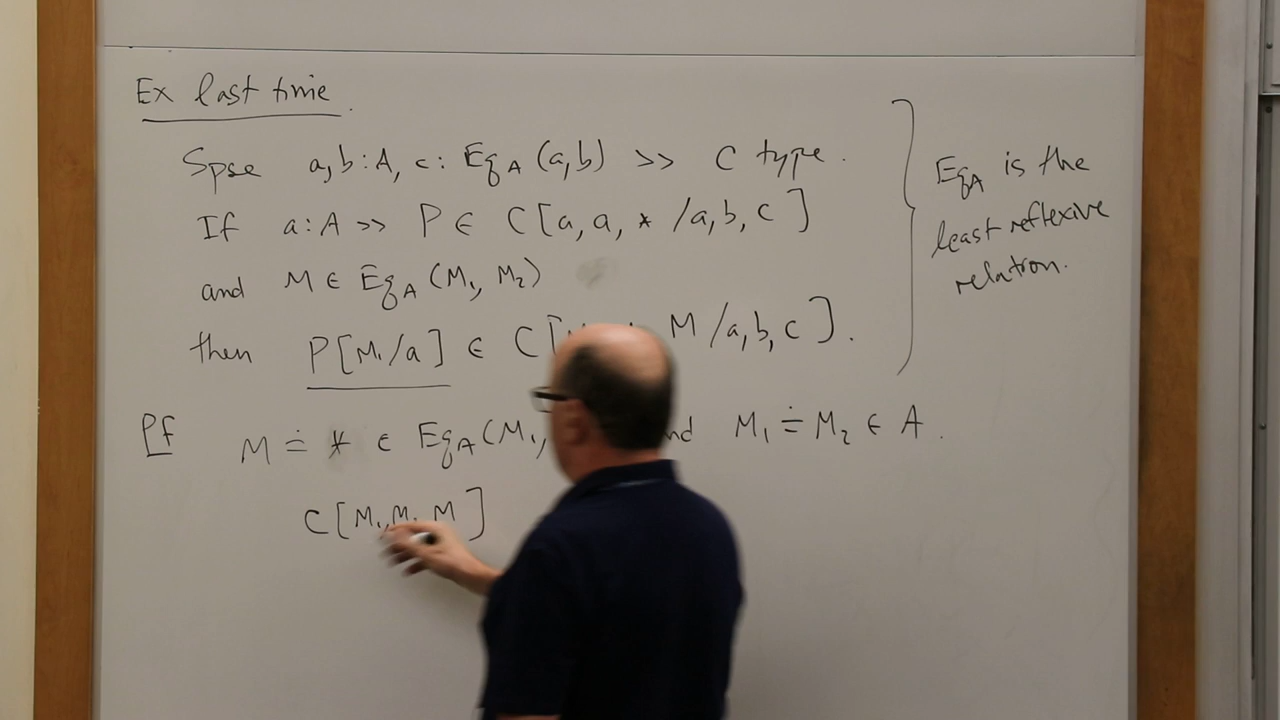 Ex last time.
Spse a,b:A, c: Eq_A (a,b) >> C type.
If a:A >> P ∈ C[a, a, * /a, b, c]
and M ∈ Eq_A (M₁, M₂)
then P[M₁/a] ∈ C[ M /a, b, c].
Eq_A is the
least reflexive
relation.
Pf M ≐ * ∈ Eq_A(M₁, M₁ ≐ M₂ ∈ A.
C[M₁, M M]